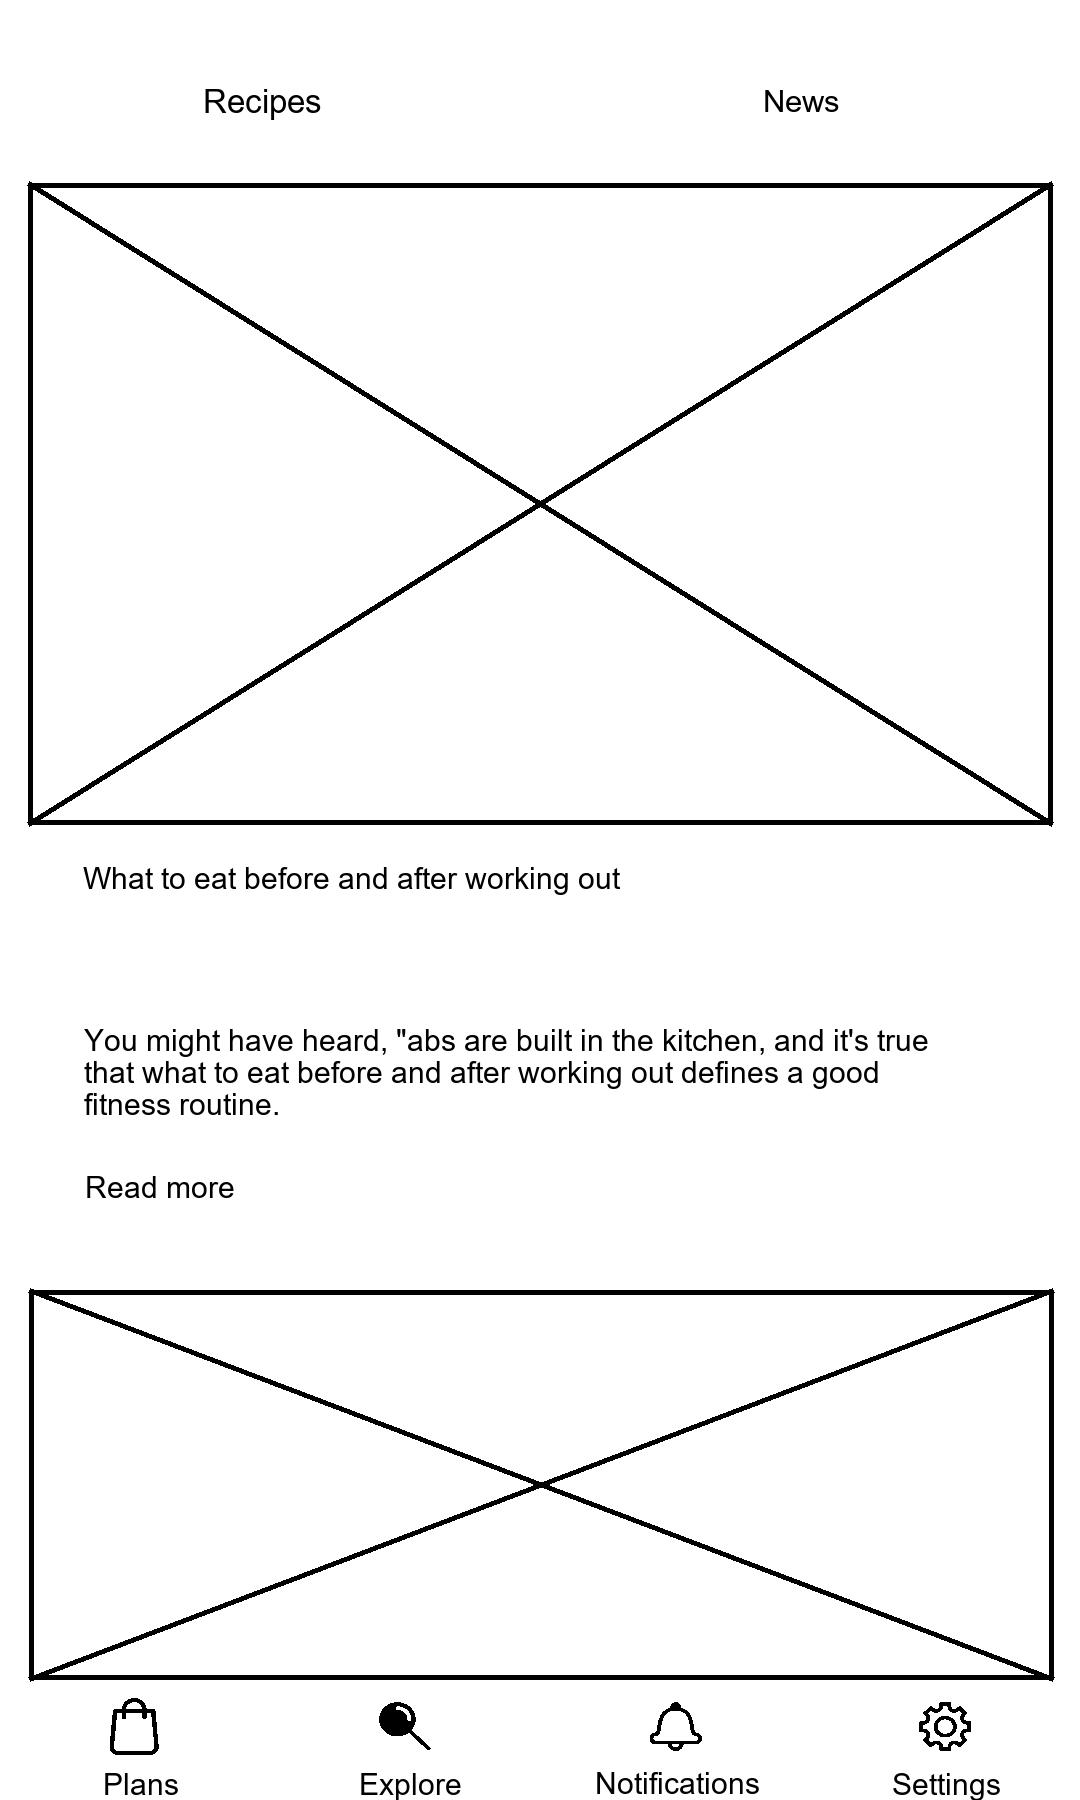 Recipes
News
What to eat before and after working out
You might have heard, "abs are built in the kitchen, and it's true
that what to eat before and after working out defines a good
fitness routine.
Read more
Plans
Explore
Notifications
Settings